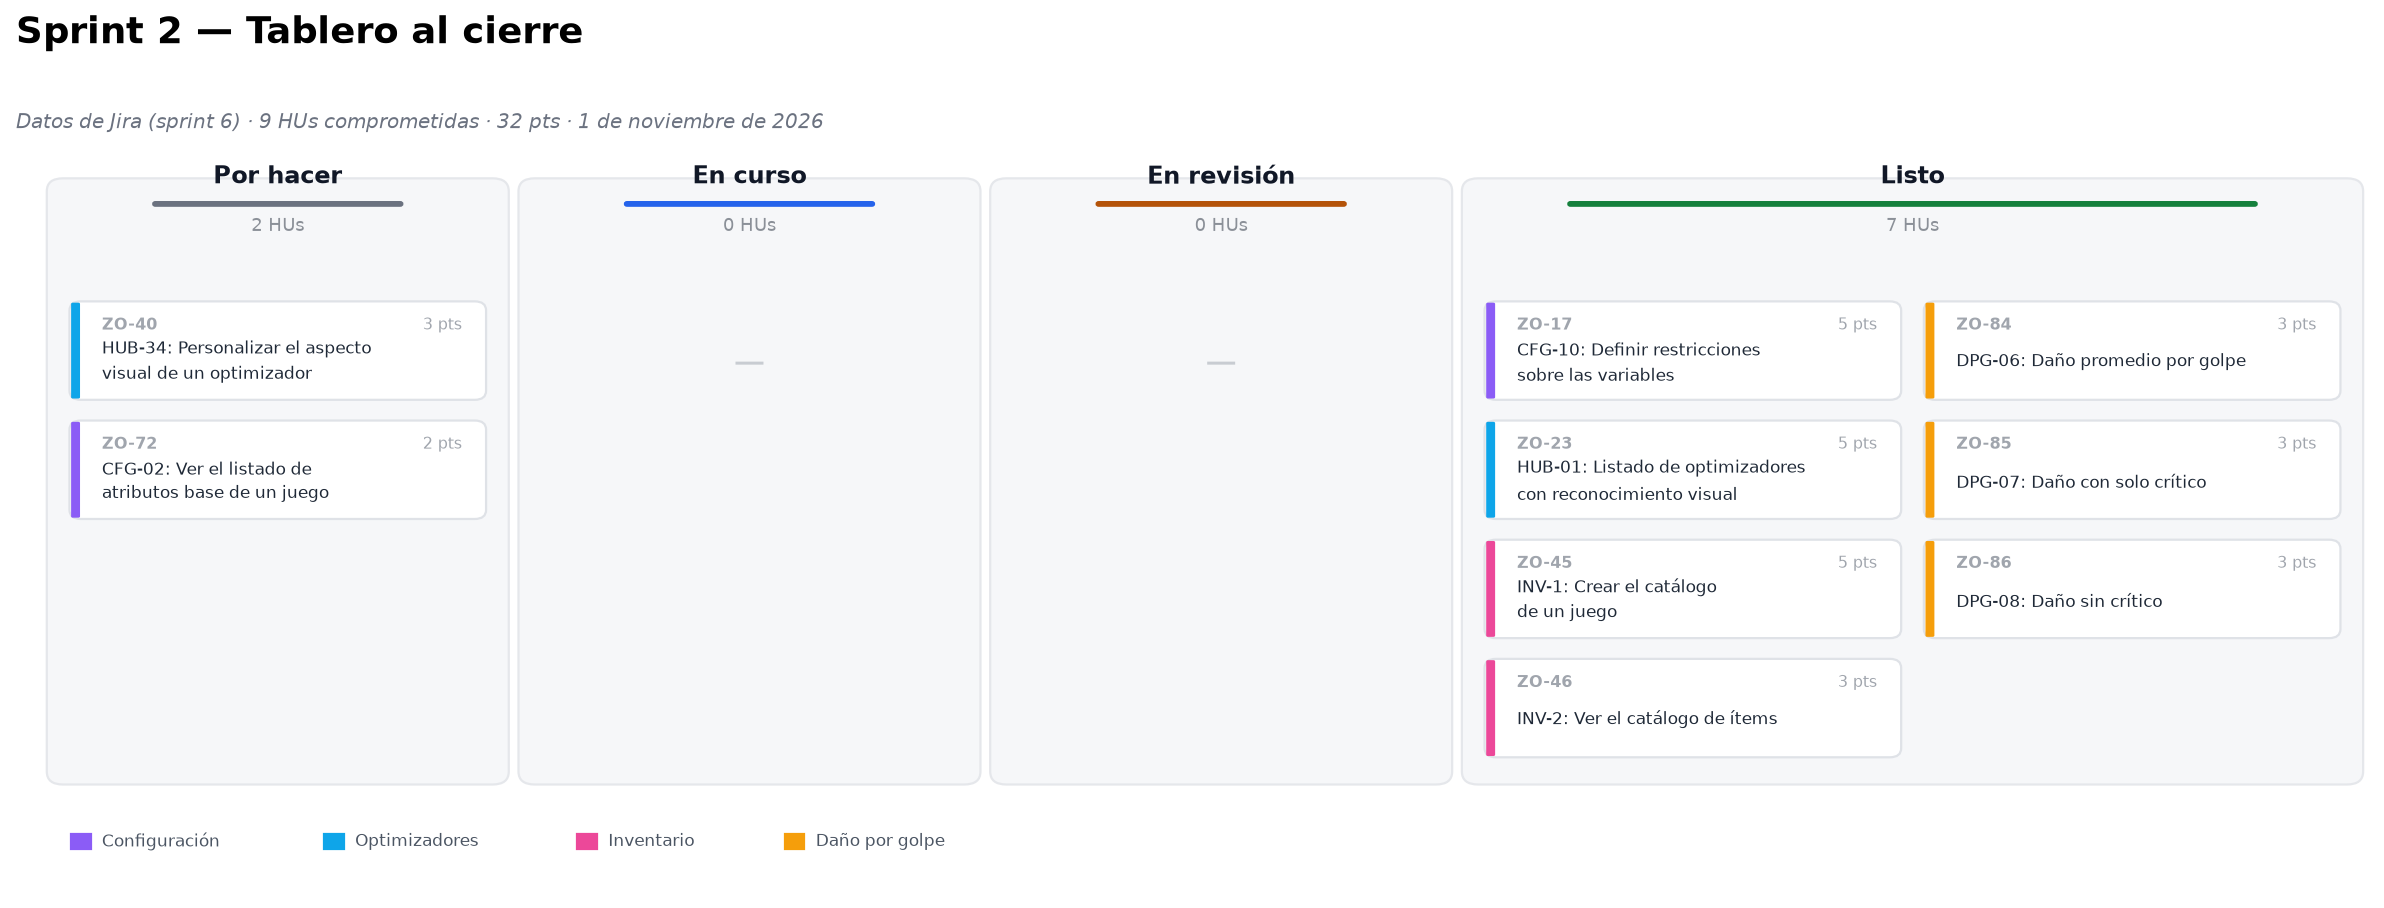 Sprint 2 — Tablero al cierre
Datos de Jira (sprint 6) · 9 HUs comprometidas · 32 pts · 1 de noviembre de 2026
Por hacer
2 HUs
ZO-40
3 pts
HUB-34: Personalizar el aspecto
visual de un optimizador
ZO-72
2 pts
CFG-02: Ver el listado de
atributos base de un juego
En curso
0 HUs
—
En revisión
0 HUs
—
Listo
7 HUs
ZO-17
5 pts
CFG-10: Definir restricciones
sobre las variables
ZO-23
5 pts
HUB-01: Listado de optimizadores
con reconocimiento visual
ZO-45
5 pts
INV-1: Crear el catálogo
de un juego
ZO-46
3 pts
INV-2: Ver el catálogo de ítems
ZO-84
3 pts
DPG-06: Daño promedio por golpe
ZO-85
3 pts
DPG-07: Daño con solo crítico
ZO-86
3 pts
DPG-08: Daño sin crítico
Configuración
Optimizadores
Inventario
Daño por golpe